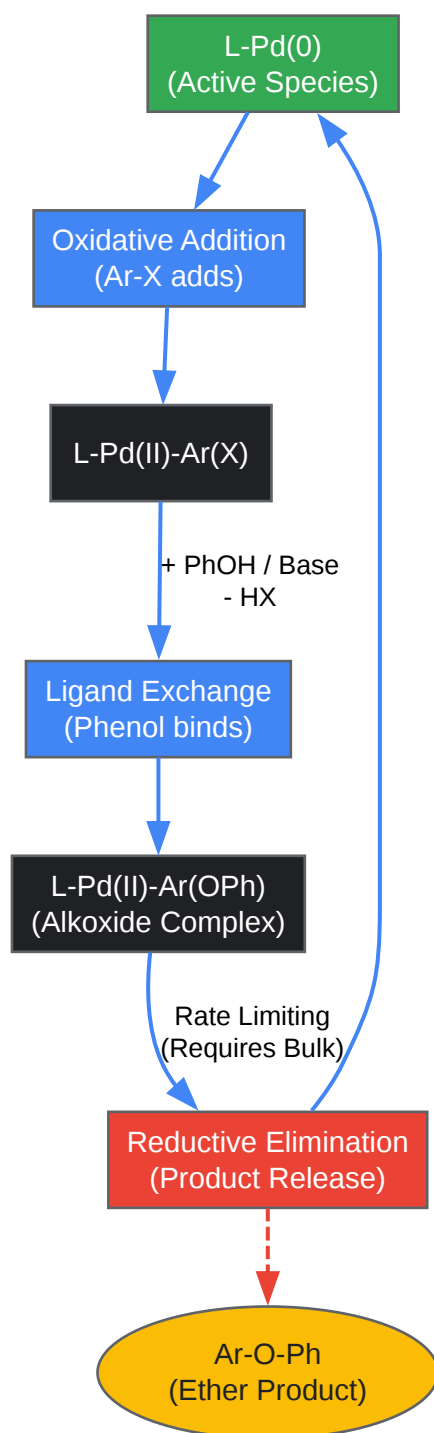 L-Pd(0)
(Active Species)
Oxidative Addition
(Ar-X adds)
L-Pd(II)-Ar(X)
+ PhOH / Base
- HX
Ligand Exchange
(Phenol binds)
L-Pd(II)-Ar(OPh)
(Alkoxide Complex)
Rate Limiting
(Requires Bulk)
Reductive Elimination
(Product Release)
Ar-O-Ph
(Ether Product)